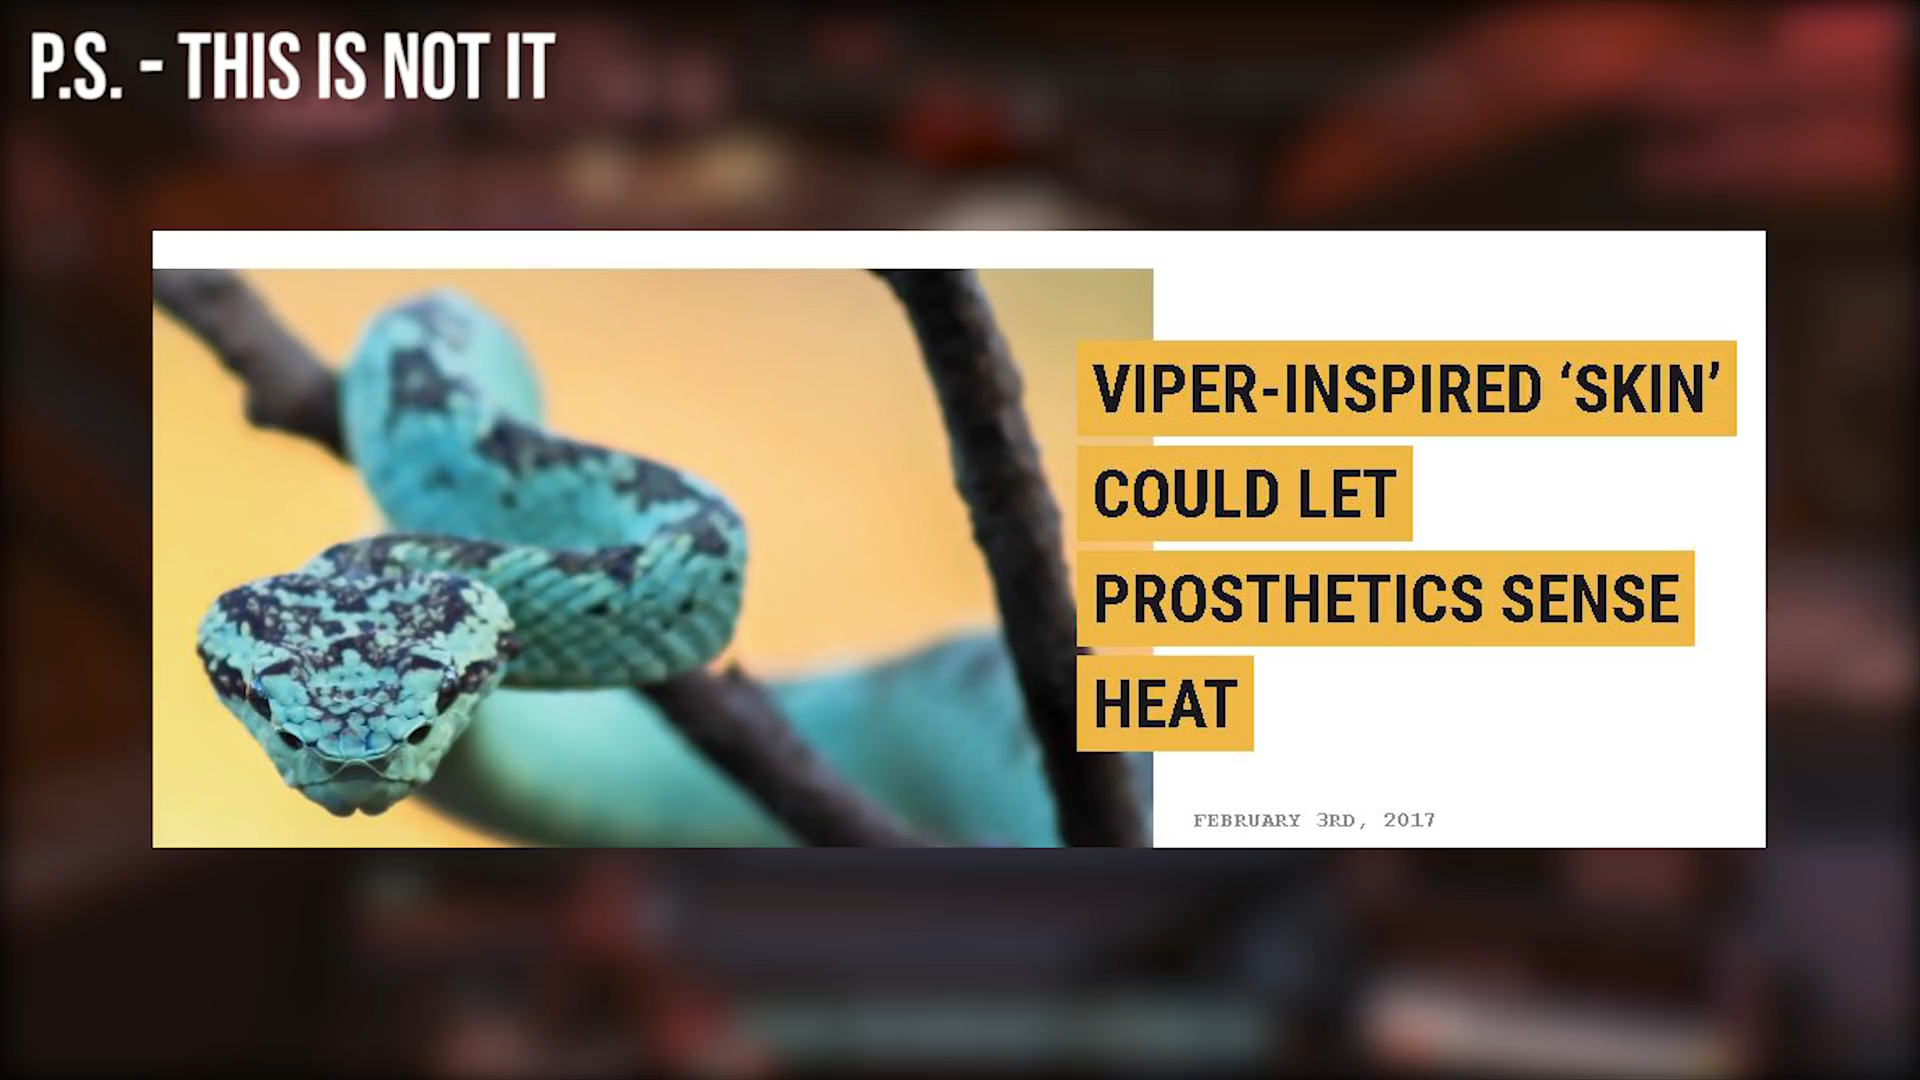 P.S. - THIS IS NOT IT
VIPER-INSPIRED ‘SKIN’
COULD LET
PROSTHETICS SENSE
HEAT
FEBRUARY 3RD, 2017